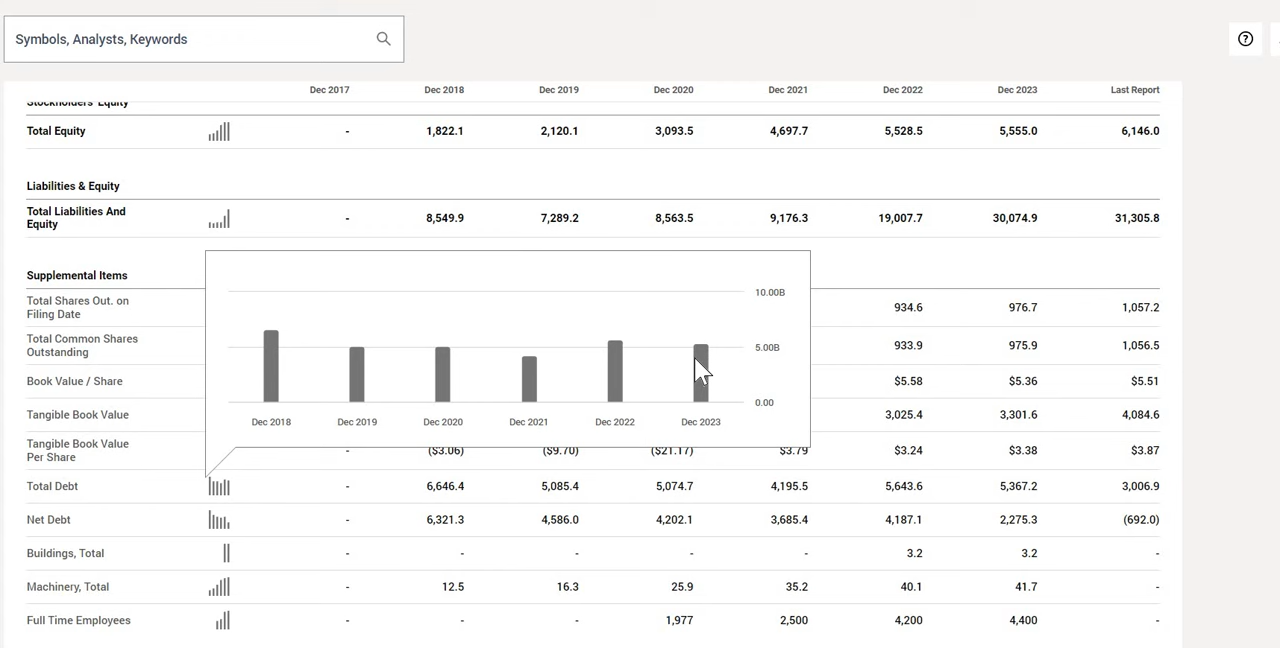 Symbols, Analysts, Keywords
Dec 2017 Dec 2018 Dec 2019 Dec 2020 Dec 2021 Dec 2022 Dec 2023 Last Report
Stockholders' Equity
Total Equity - 1,822.1 2,120.1 3,093.5 4,697.7 5,528.5 5,555.0 6,146.0
Liabilities & Equity
Total Liabilities And
Equity - 8,549.9 7,289.2 8,563.5 9,176.3 19,007.7 30,074.9 31,305.8
Supplemental Items
10.00B
5.00B
0.00
Dec 2018 Dec 2019 Dec 2020 Dec 2021 Dec 2022 Dec 2023
Total Shares Out. on
Filing Date 934.6 976.7 1,057.2
Total Common Shares
Outstanding 933.9 975.9 1,056.5
Book Value / Share $5.58 $5.36 $5.51
Tangible Book Value 3,025.4 3,301.6 4,084.6
Tangible Book Value
Per Share - ($3.06) ($9.70) ($21.17) $3.79 $3.24 $3.38 $3.87
Total Debt - 6,646.4 5,085.4 5,074.7 4,195.5 5,643.6 5,367.2 3,006.9
Net Debt - 6,321.3 4,586.0 4,202.1 3,685.4 4,187.1 2,275.3 (692.0)
Buildings, Total - - - - - 3.2 3.2 -
Machinery, Total - 12.5 16.3 25.9 35.2 40.1 41.7 -
Full Time Employees - - - 1,977 2,500 4,200 4,400 -